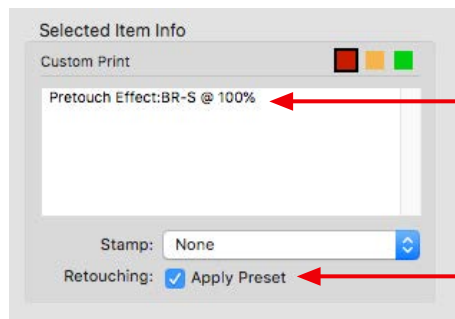 Selected Item Info
Custom Print
Pretouch Effect:BR-S @ 100%
Stamp: None
Retouching: Apply Preset